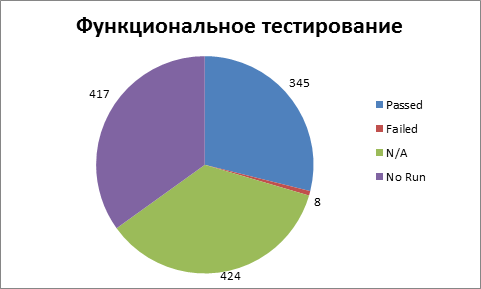 Функциональное тестирование
417
345
8
424
Passed
Failed
N/A
No Run